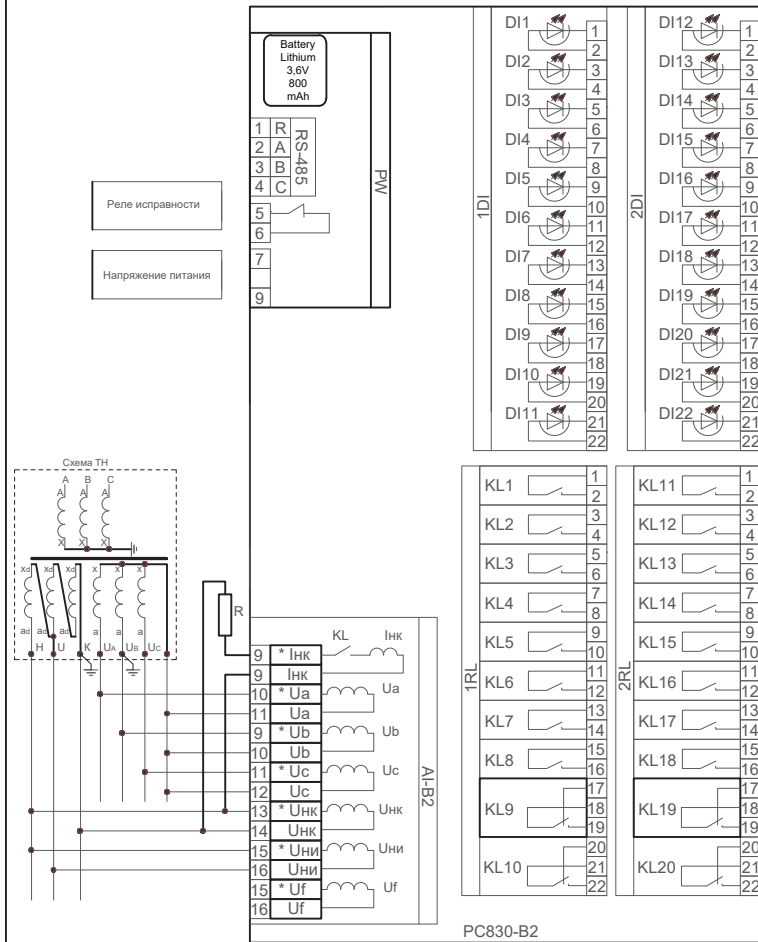 Battery
Lithium
3,6V
800
mAh
1 R
2 A
3 B
4 C
RS-485
5
6
7
9
PW
Реле исправности
Напряжение питания
1DI
DI1 1
2
DI2 3
4
DI3 5
6
DI4 7
8
DI5 9
10
DI6 11
12
DI7 13
14
DI8 15
16
DI9 17
18
DI10 19
20
DI11 21
22
2DI
DI12 1
2
DI13 3
4
DI14 5
6
DI15 7
8
DI16 9
10
DI17 11
12
DI18 13
14
DI19 15
16
DI20 17
18
DI21 19
20
DI22 21
22
Схема ТН
A B C
A A A
X X X
xd xd xd x x x
ad ad ad a a a
Н U К UA UB UC
R
9 * Інк
KL Інк
9 Інк
10 * Ua Ua
11 Ua
9 * Ub Ub
10 Ub
11 * Uc Uc
12 Uc
13 * Uнк Uнк
14 Uнк
15 * Uни Uни
16 Uни
15 * Uf Uf
16 Uf
AI-B2
1RL
KL1 1
2
KL2 3
4
KL3 5
6
KL4 7
8
KL5 9
10
KL6 11
12
KL7 13
14
KL8 15
16
KL9 17
18
19
KL10 20
21
22
2RL
KL11 1
2
KL12 3
4
KL13 5
6
KL14 7
8
KL15 9
10
KL16 11
12
KL17 13
14
KL18 15
16
KL19 17
18
19
KL20 20
21
22
PC830-B2